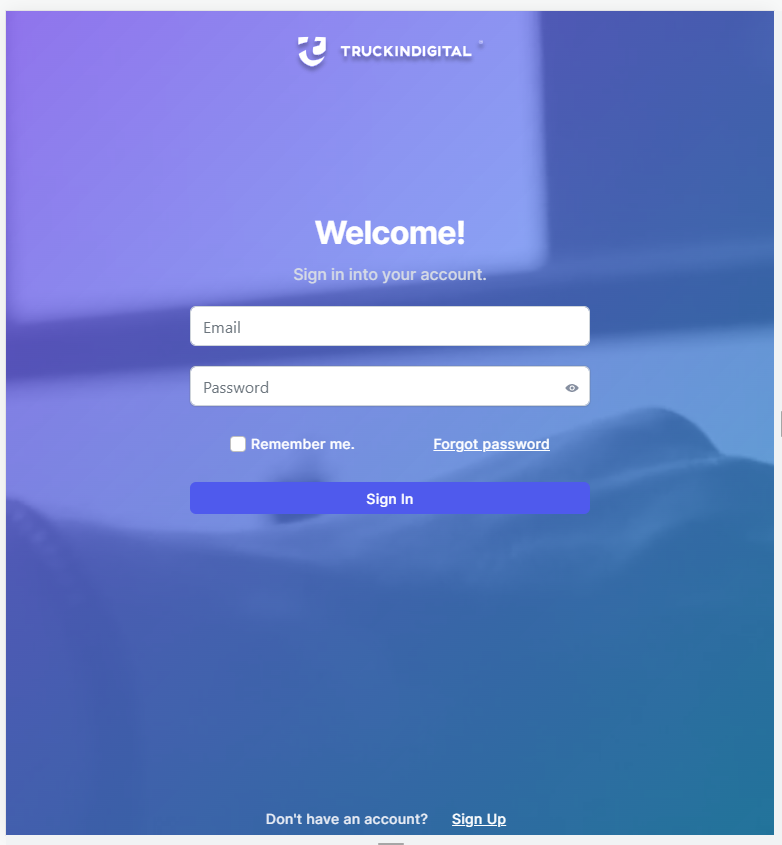 TRUCKINDIGITAL
Welcome!
Sign in into your account.
Email
Password
Remember me. Forgot password
Sign In
Don't have an account? Sign Up